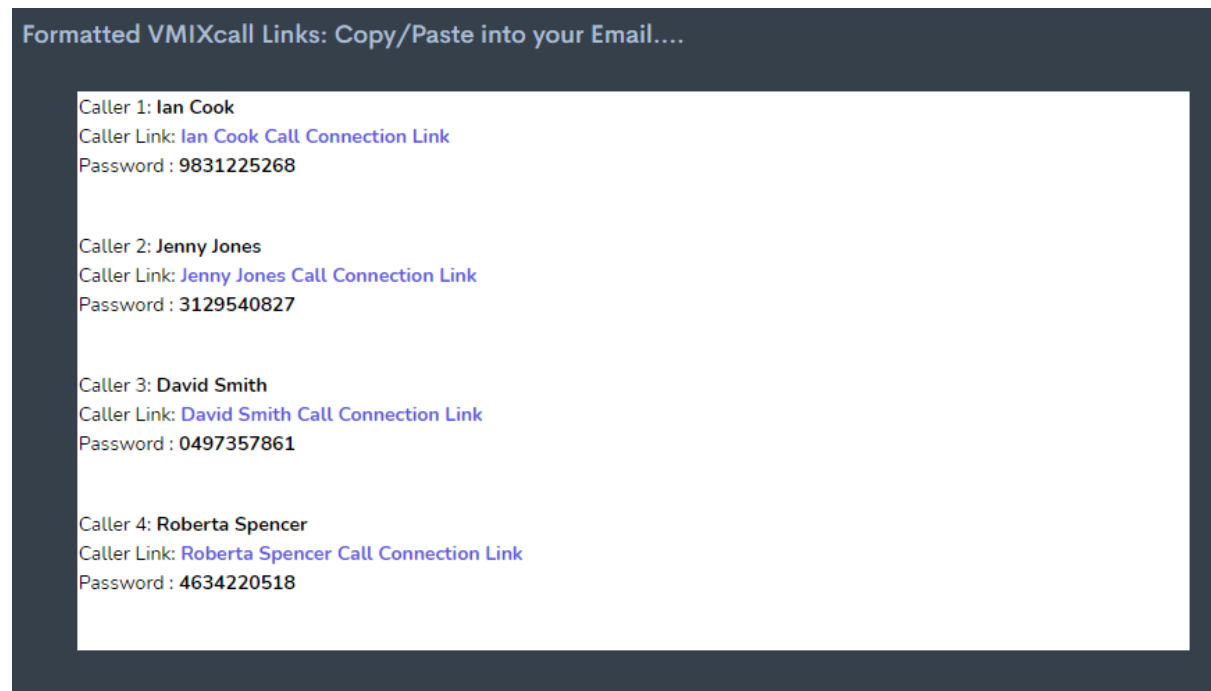 Formatted VMIXcall Links: Copy/Paste into your Email....
Caller 1: Ian Cook
Caller Link: Ian Cook Call Connection Link
Password : 9831225268
Caller 2: Jenny Jones
Caller Link: Jenny Jones Call Connection Link
Password : 3129540827
Caller 3: David Smith
Caller Link: David Smith Call Connection Link
Password : 0497357861
Caller 4: Roberta Spencer
Caller Link: Roberta Spencer Call Connection Link
Password : 4634220518